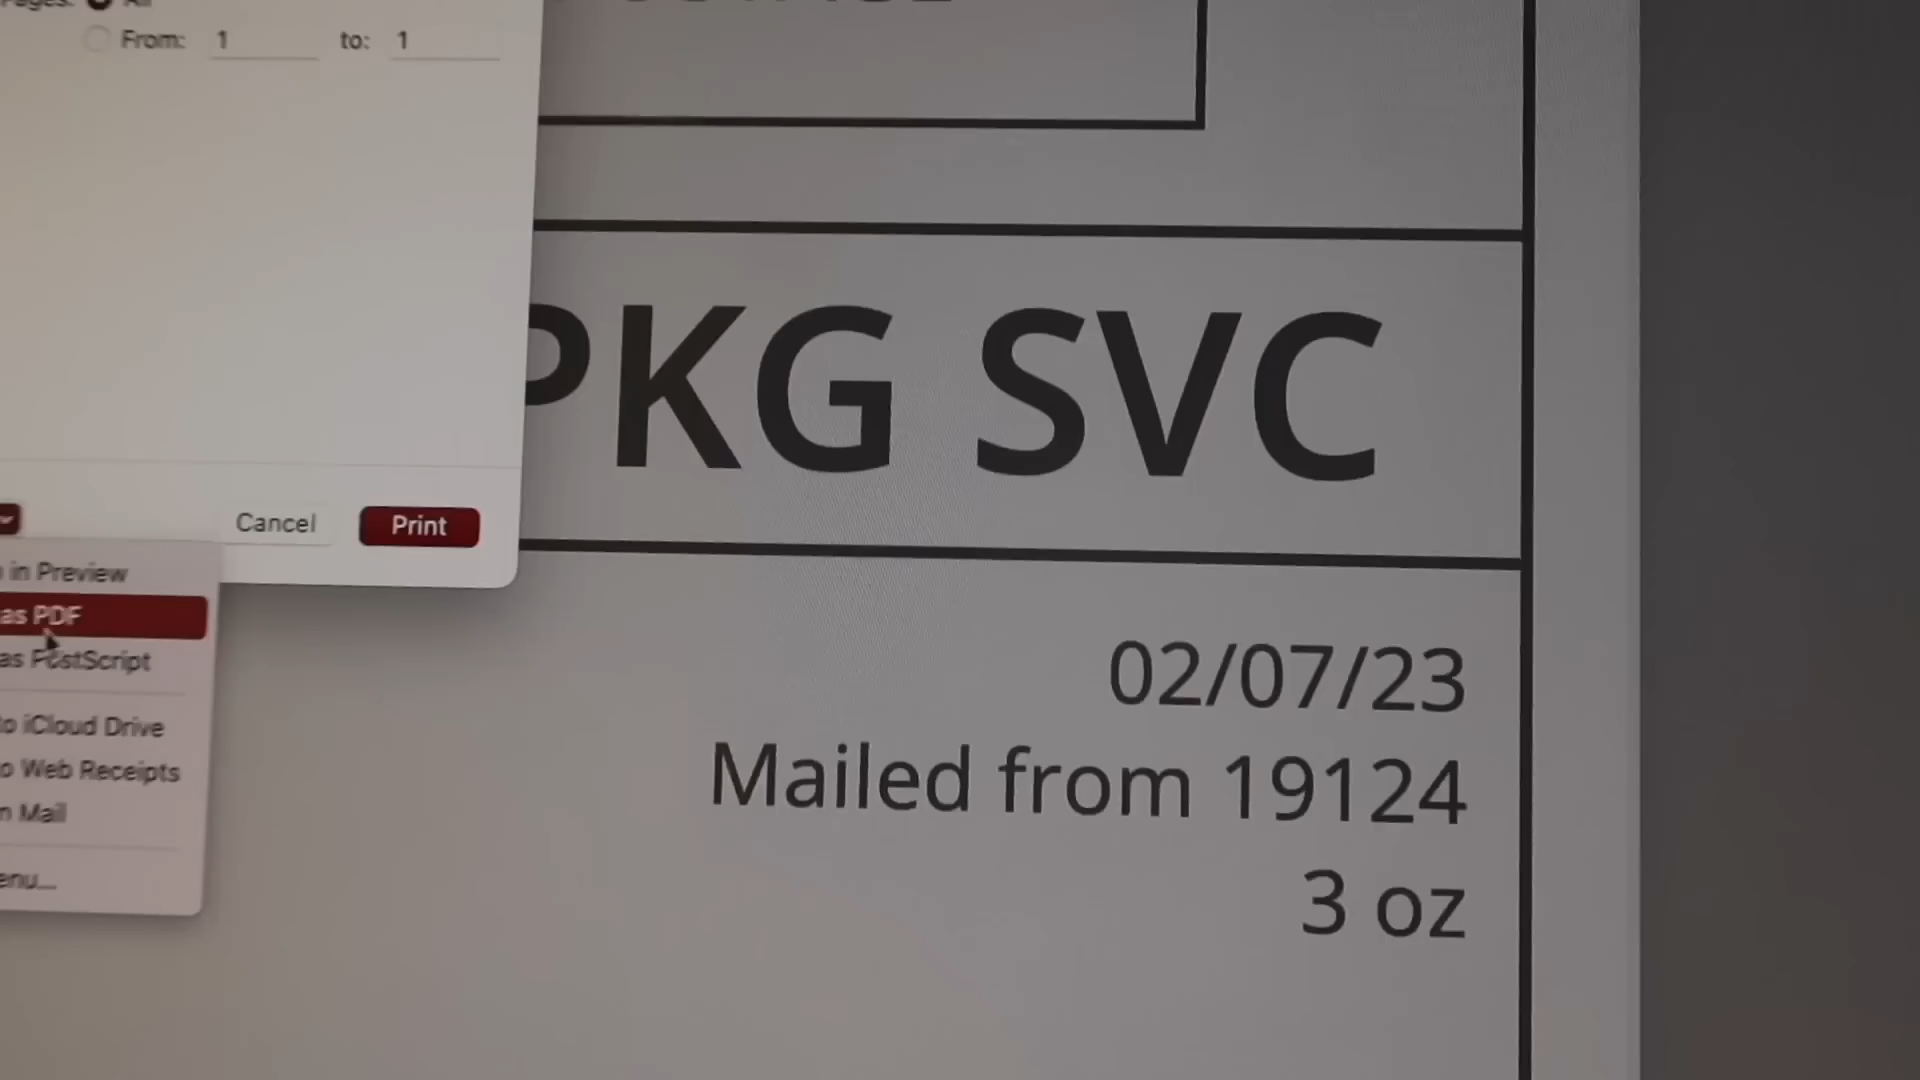 From: 1 to: 1
PKG SVC
Cancel Print
in Preview
as PDF
as PostScript
to iCloud Drive
Web Receipts
Mail
02/07/23
Mailed from 19124
3 oz